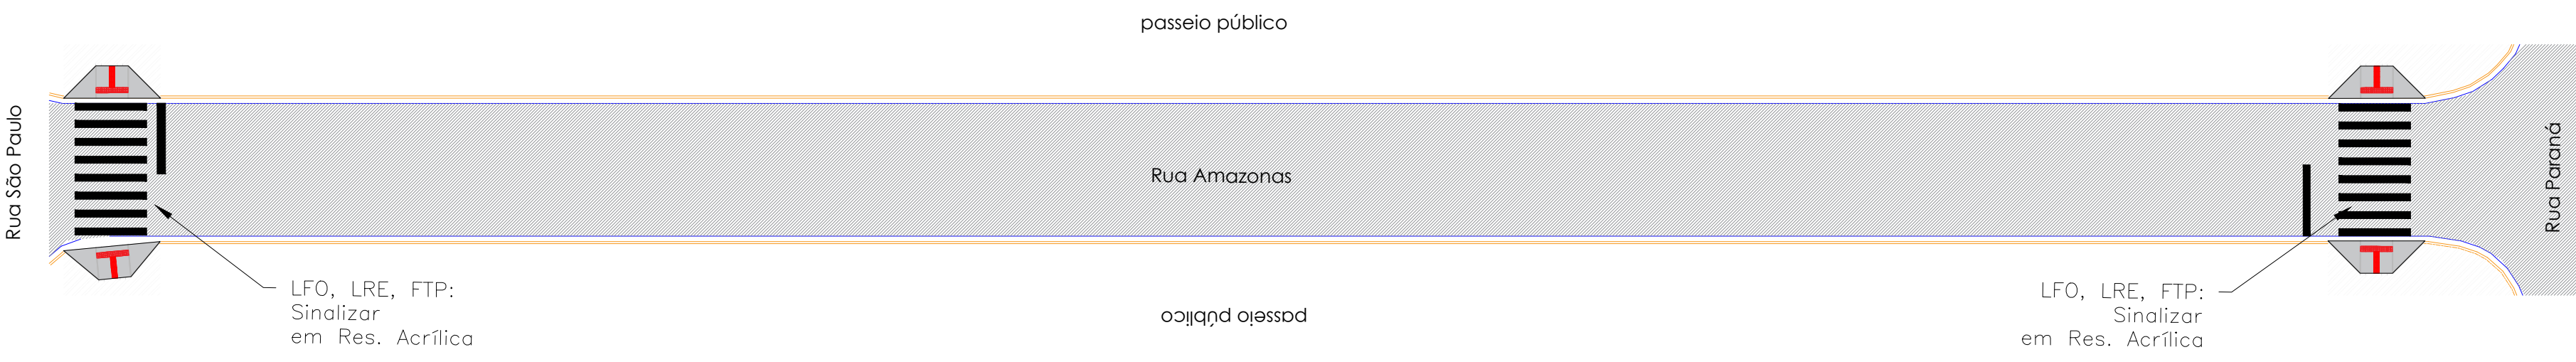 passeio público
Rua São Paulo
Rua Amazonas
Rua Paraná
LFO, LRE, FTP:
Sinalizar
em Res. Acrílica
passeio público
LFO, LRE, FTP:
Sinalizar
em Res. Acrílica